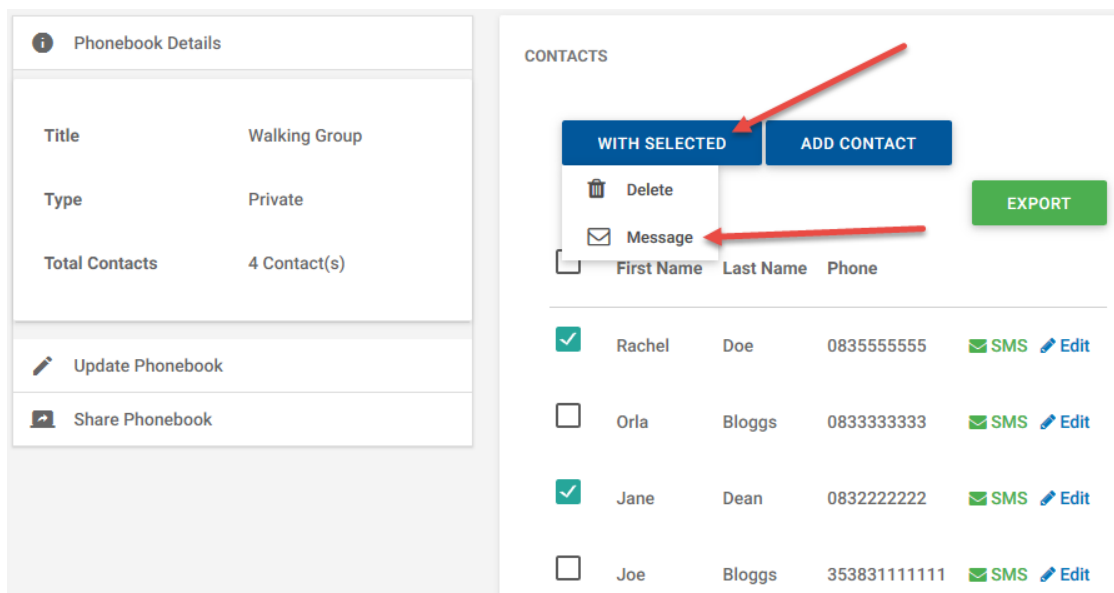 Phonebook Details
Title Walking Group
Type Private
Total Contacts 4 Contact(s)
Update Phonebook
Share Phonebook
CONTACTS
WITH SELECTED ADD CONTACT
Delete
Message
EXPORT
First Name Last Name Phone
Rachel Doe 0835555555 SMS Edit
Orla Bloggs 0833333333 SMS Edit
Jane Dean 0832222222 SMS Edit
Joe Bloggs 353831111111 SMS Edit